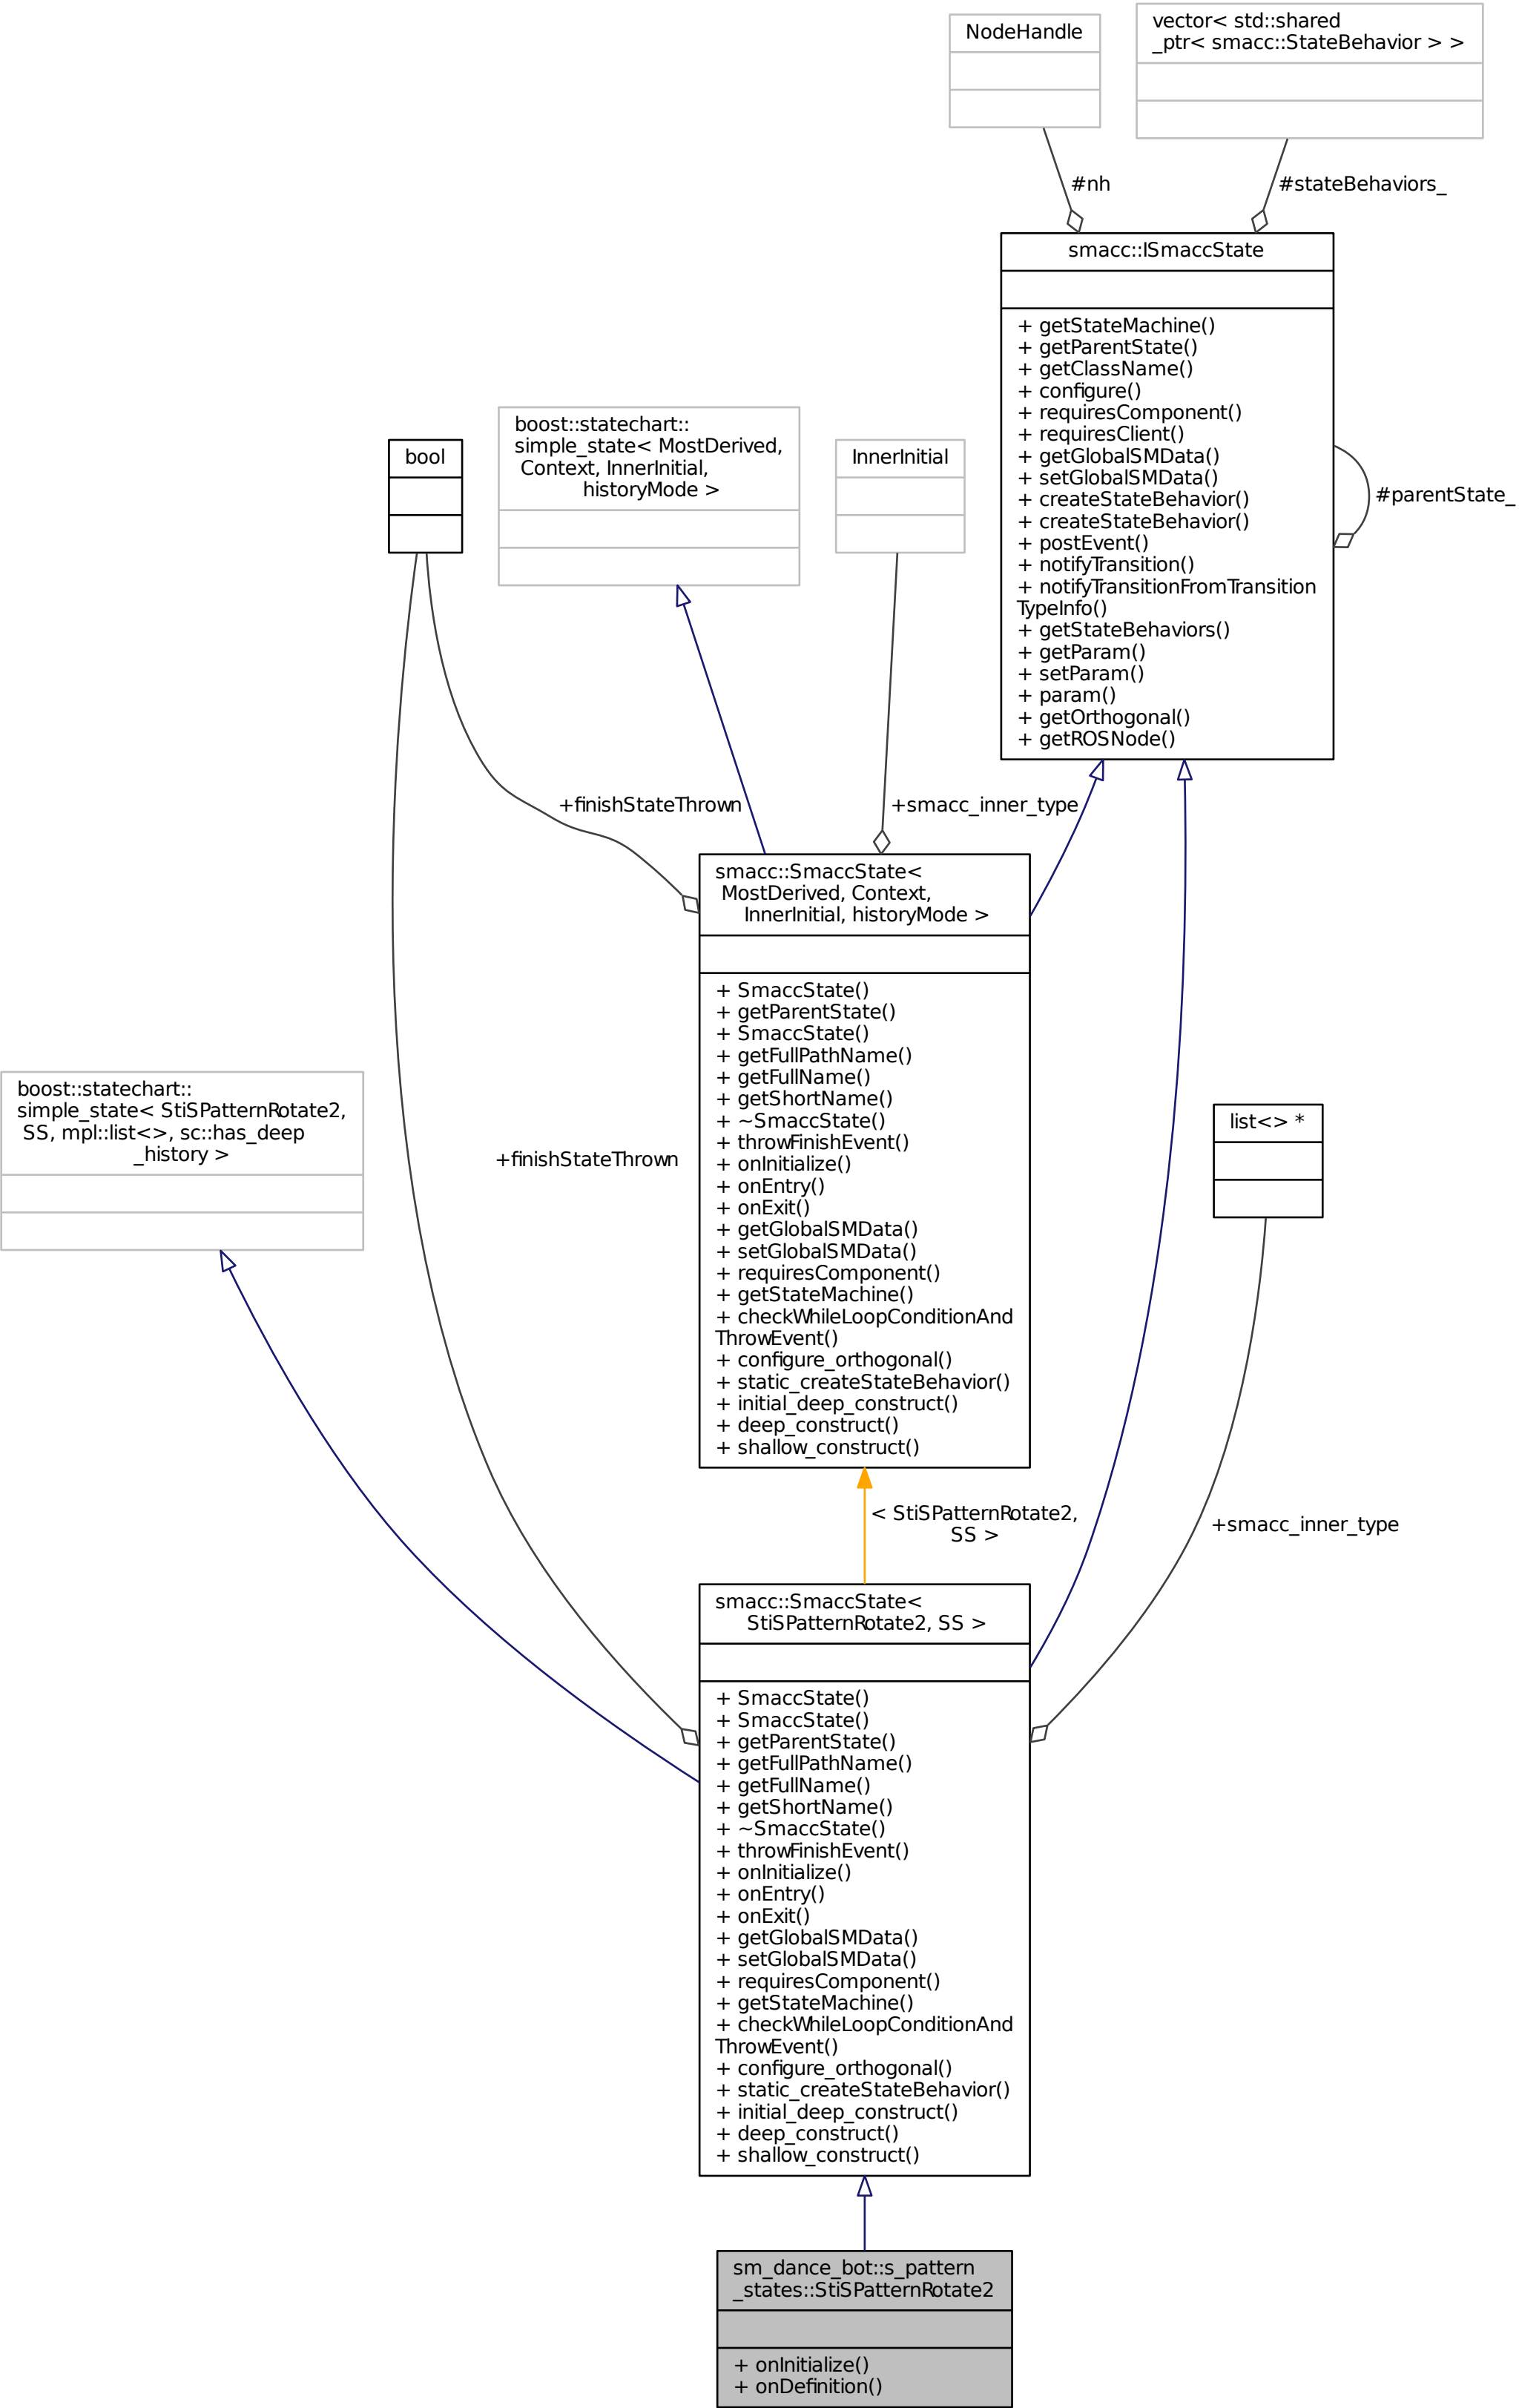 NodeHandle
vector< std::shared
_ptr< smacc::StateBehavior > >
#nh
#stateBehaviors_
smacc::ISmaccState
+ getStateMachine()
+ getParentState()
+ getClassName()
+ configure()
+ requiresComponent()
+ requiresClient()
+ getGlobalSMData()
+ setGlobalSMData()
+ createStateBehavior()
+ createStateBehavior()
+ postEvent()
+ notifyTransition()
+ notifyTransitionFromTransition
TypeInfo()
+ getStateBehaviors()
+ getParam()
+ setParam()
+ param()
+ getOrthogonal()
+ getROSNode()
#parentState_
bool
boost::statechart::
simple_state< MostDerived,
Context, InnerInitial,
historyMode >
InnerInitial
+finishStateThrown
+smacc_inner_type
smacc::SmaccState<
MostDerived, Context,
InnerInitial, historyMode >
+ SmaccState()
+ getParentState()
+ SmaccState()
+ getFullPathName()
+ getFullName()
+ getShortName()
+ ~SmaccState()
+ throwFinishEvent()
+ onInitialize()
+ onEntry()
+ onExit()
+ getGlobalSMData()
+ setGlobalSMData()
+ requiresComponent()
+ getStateMachine()
+ checkWhileLoopConditionAnd
ThrowEvent()
+ configure_orthogonal()
+ static_createStateBehavior()
+ initial_deep_construct()
+ deep_construct()
+ shallow_construct()
boost::statechart::
simple_state< StiSPatternRotate2,
SS, mpl::list<>, sc::has_deep
_history >
+finishStateThrown
list<> *
< StiSPatternRotate2,
SS >
+smacc_inner_type
smacc::SmaccState<
StiSPatternRotate2, SS >
+ SmaccState()
+ SmaccState()
+ getParentState()
+ getFullPathName()
+ getFullName()
+ getShortName()
+ ~SmaccState()
+ throwFinishEvent()
+ onInitialize()
+ onEntry()
+ onExit()
+ getGlobalSMData()
+ setGlobalSMData()
+ requiresComponent()
+ getStateMachine()
+ checkWhileLoopConditionAnd
ThrowEvent()
+ configure_orthogonal()
+ static_createStateBehavior()
+ initial_deep_construct()
+ deep_construct()
+ shallow_construct()
sm_dance_bot::s_pattern
_states::StiSPatternRotate2
+ onInitialize()
+ onDefinition()